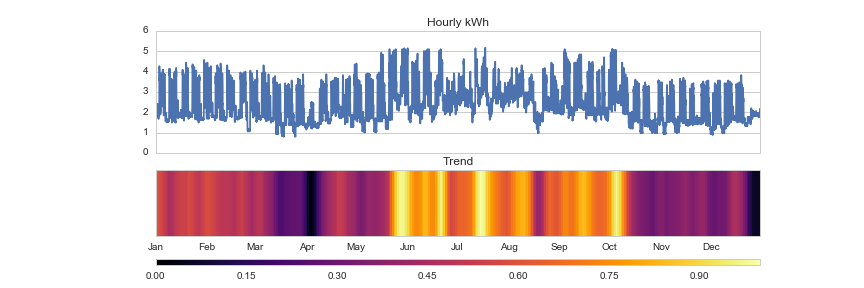 Hourly kWh
6
5
4
3
2
1
0
Trend
Jan Feb Mar Apr May Jun Jul Aug Sep Oct Nov Dec
0.00 0.15 0.30 0.45 0.60 0.75 0.90